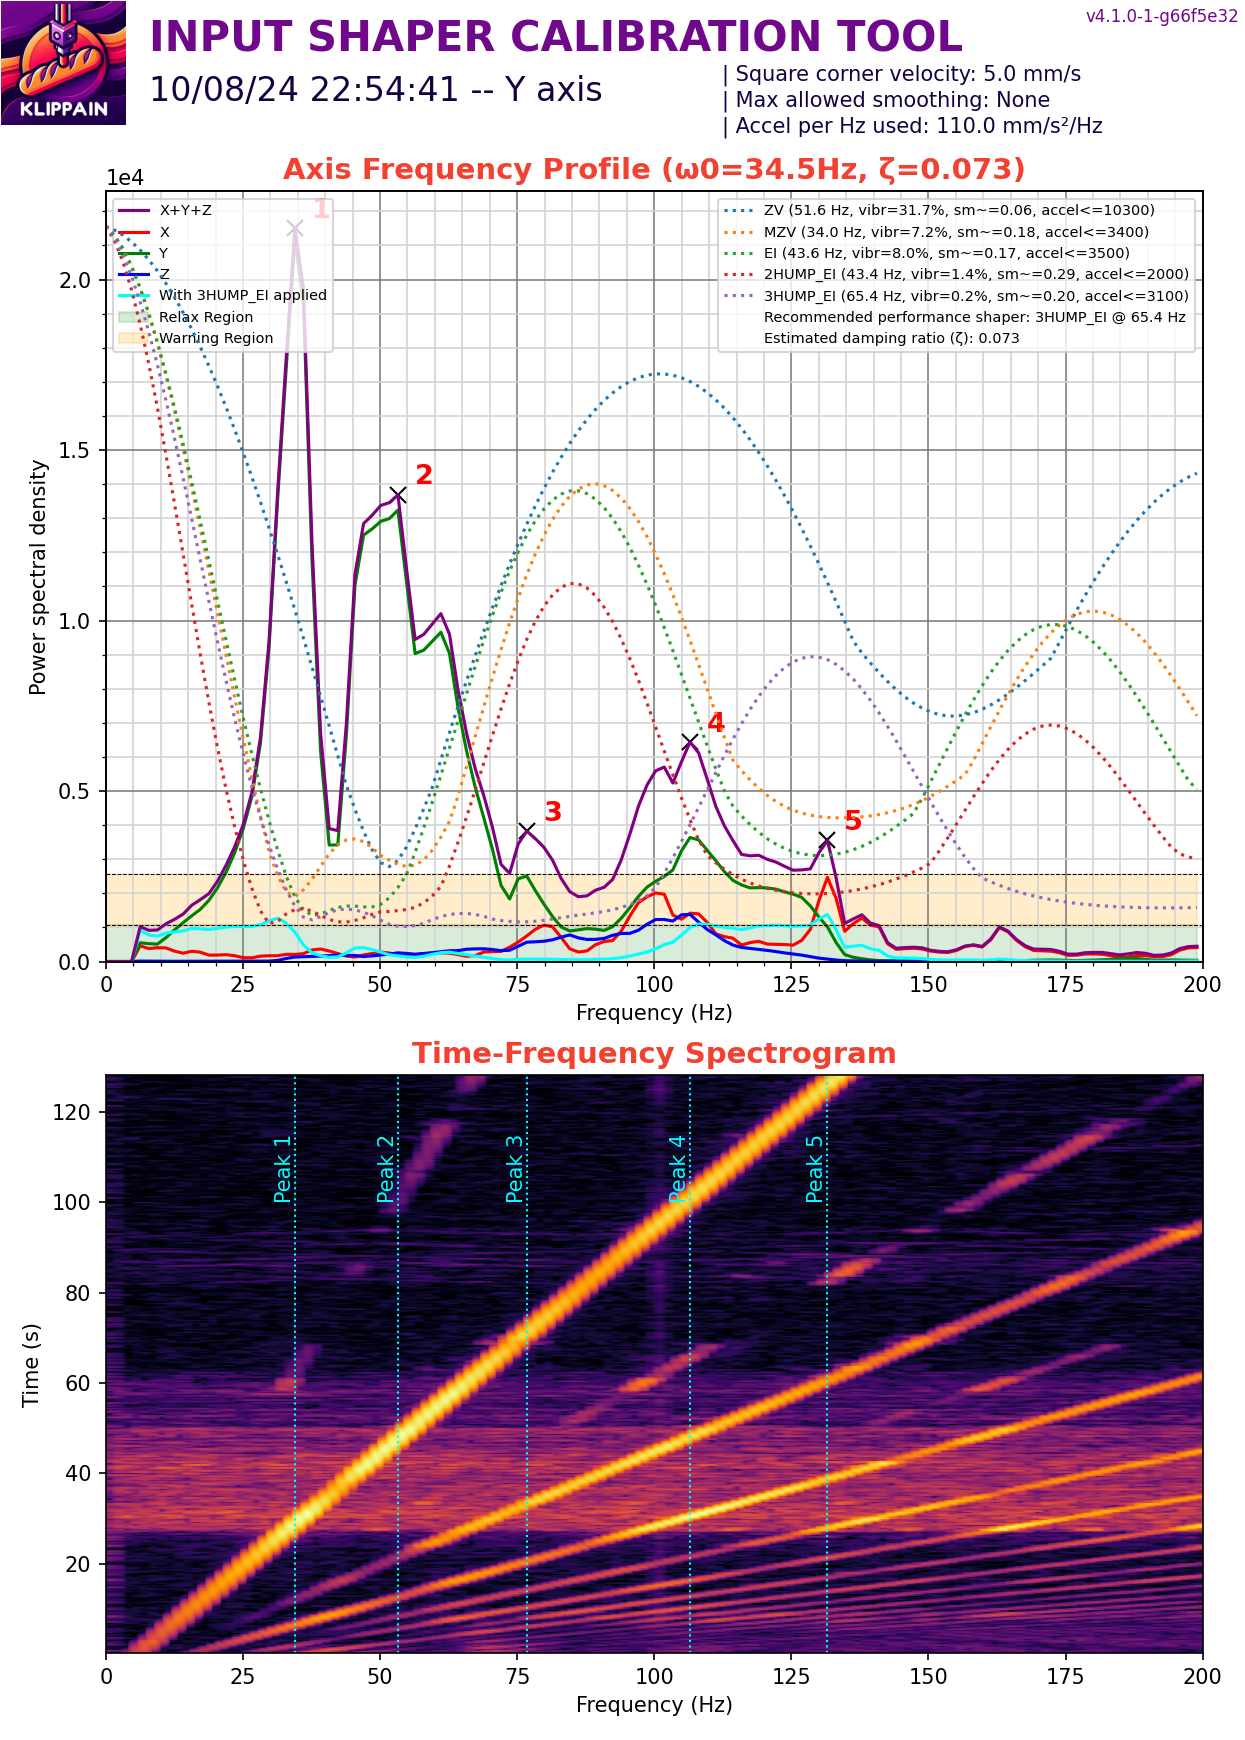 KLIPPAIN
INPUT SHAPER CALIBRATION TOOL
v4.1.0-1-g66f5e32
10/08/24 22:54:41 -- Y axis
| Square corner velocity: 5.0 mm/s
| Max allowed smoothing: None
| Accel per Hz used: 110.0 mm/s²/Hz
Axis Frequency Profile (ω0=34.5Hz, ζ=0.073)
1e4
X+Y+Z
X
Y
Z
With 3HUMP_EI applied
Relax Region
Warning Region
ZV (51.6 Hz, vibr=31.7%, sm~=0.06, accel<=10300)
MZV (34.0 Hz, vibr=7.2%, sm~=0.18, accel<=3400)
EI (43.6 Hz, vibr=8.0%, sm~=0.17, accel<=3500)
2HUMP_EI (43.4 Hz, vibr=1.4%, sm~=0.29, accel<=2000)
3HUMP_EI (65.4 Hz, vibr=0.2%, sm~=0.20, accel<=3100)
Recommended performance shaper: 3HUMP_EI @ 65.4 Hz
Estimated damping ratio (ζ): 0.073
1
2
3
4
5
Power spectral density
2.0
1.5
1.0
0.5
0.0
0 25 50 75 100 125 150 175 200
Frequency (Hz)
Time-Frequency Spectrogram
Peak 1
Peak 2
Peak 3
Peak 4
Peak 5
Time (s)
120
100
80
60
40
20
0 25 50 75 100 125 150 175 200
Frequency (Hz)